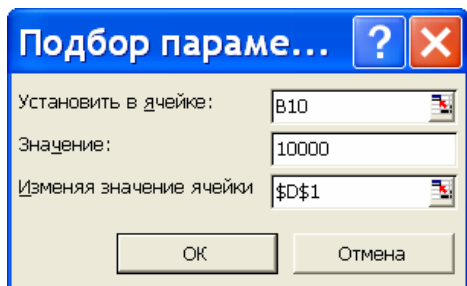 Подбор параме... ?
Установить в ячейке: B10
Значение: 10000
Изменяя значение ячейки $D$1
ОК Отмена